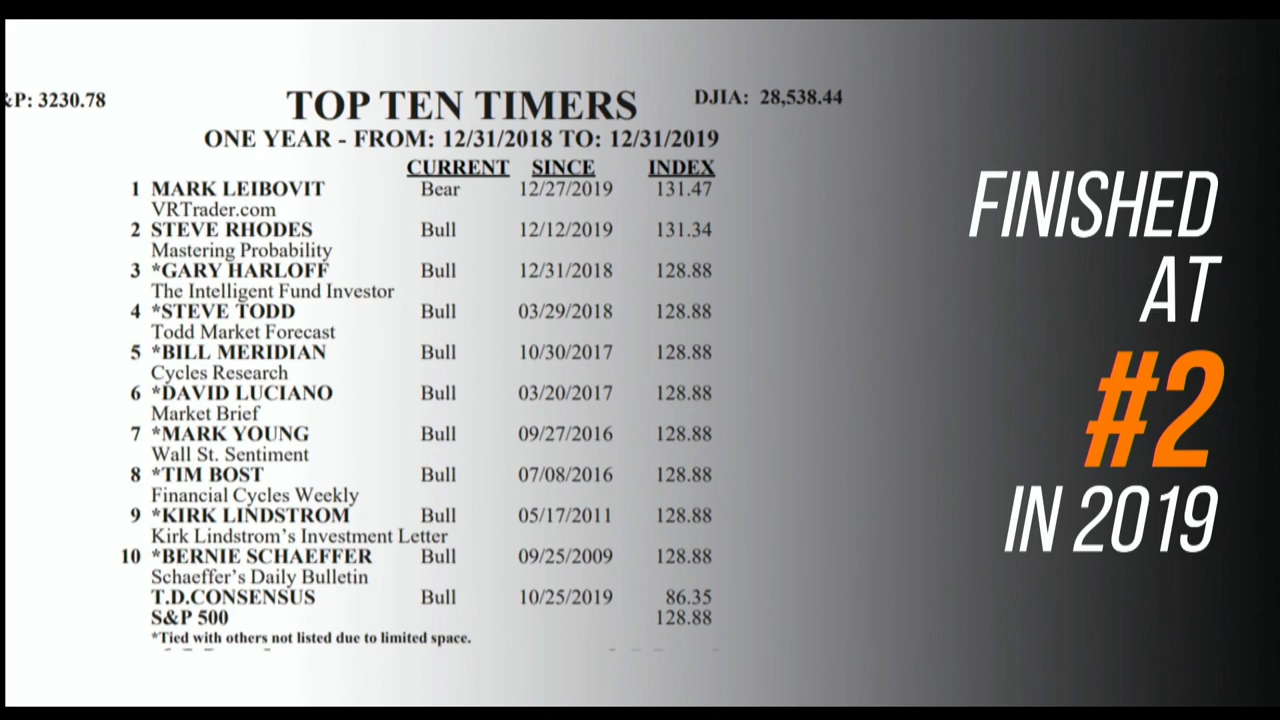 &P: 3230.78
TOP TEN TIMERS
DJIA: 28,538.44
ONE YEAR - FROM: 12/31/2018 TO: 12/31/2019
CURRENT SINCE INDEX
1 MARK LEIBOVIT Bear 12/27/2019 131.47
VRTrader.com
2 STEVE RHODES Bull 12/12/2019 131.34
Mastering Probability
3 *GARY HARLOFF Bull 12/31/2018 128.88
The Intelligent Fund Investor
4 *STEVE TODD Bull 03/29/2018 128.88
Todd Market Forecast
5 *BILL MERIDIAN Bull 10/30/2017 128.88
Cycles Research
6 *DAVID LUCIANO Bull 03/20/2017 128.88
Market Brief
7 *MARK YOUNG Bull 09/27/2016 128.88
Wall St. Sentiment
8 *TIM BOST Bull 07/08/2016 128.88
Financial Cycles Weekly
9 *KIRK LINDSTROM Bull 05/17/2011 128.88
Kirk Lindstrom's Investment Letter
10 *BERNIE SCHAEFFER Bull 09/25/2009 128.88
Schaeffer's Daily Bulletin
T.D.CONSENSUS Bull 10/25/2019 86.35
S&P 500 128.88
*Tied with others not listed due to limited space.
FINISHED
AT
#2
IN 2019